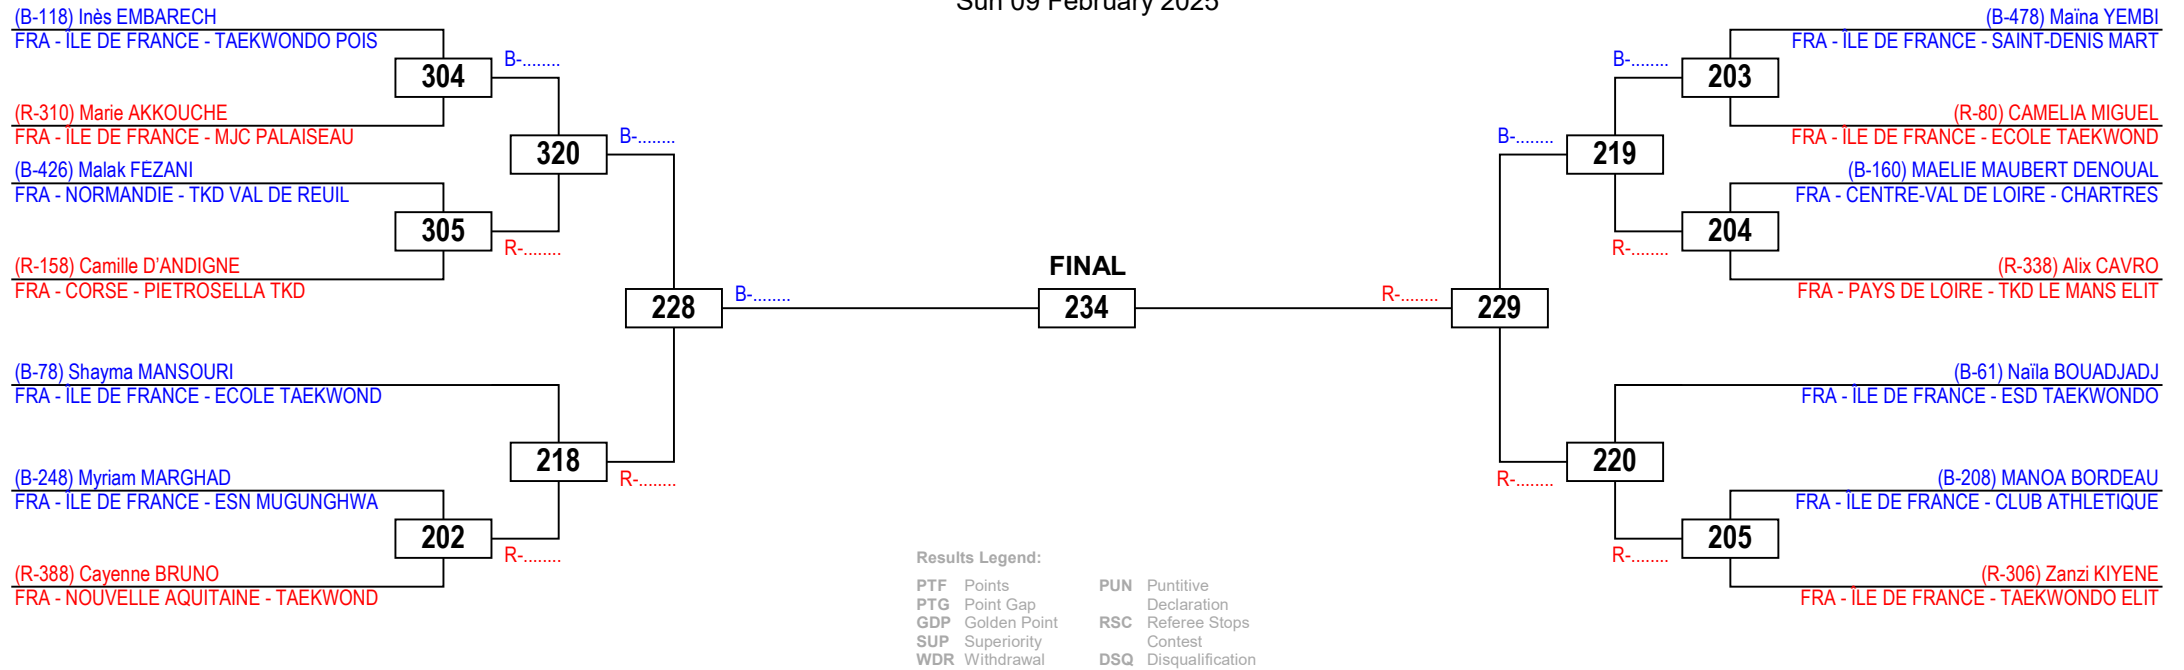 Sun 09 February 2025
(B-118) Inès EMBARECH
FRA - ÎLE DE FRANCE - TAEKWONDO POIS
304
B-........
(R-310) Marie AKKOUCHE
FRA - ÎLE DE FRANCE - MJC PALAISEAU
320
B-........
(B-426) Malak FÉZANI
FRA - NORMANDIE - TKD VAL DE REUIL
305
R-........
(R-158) Camille D'ANDIGNE
FRA - CORSE - PIETROSELLA TKD
228
B-........
(B-78) Shayma MANSOURI
FRA - ÎLE DE FRANCE - ECOLE TAEKWOND
218
R-........
(B-248) Myriam MARGHAD
FRA - ÎLE DE FRANCE - ESN MUGUNGHWA
202
R-........
(R-388) Cayenne BRUNO
FRA - NOUVELLE AQUITAINE - TAEKWOND
FINAL
234
(B-478) Maïna YEMBI
FRA - ÎLE DE FRANCE - SAINT-DENIS MART
B-........
203
(R-80) CAMELIA MIGUEL
FRA - ÎLE DE FRANCE - ECOLE TAEKWOND
B-........
219
(B-160) MAELIE MAUBERT DENOUAL
FRA - CENTRE-VAL DE LOIRE - CHARTRES
R-........
204
(R-338) Alix CAVRO
FRA - PAYS DE LOIRE - TKD LE MANS ELIT
R-........
229
(B-61) Naïla BOUADJADJ
FRA - ÎLE DE FRANCE - ESD TAEKWONDO
R-........
220
(B-208) MANOA BORDEAU
FRA - ÎLE DE FRANCE - CLUB ATHLETIQUE
R-........
205
(R-306) Zanzi KIYENE
FRA - ÎLE DE FRANCE - TAEKWONDO ELIT
Results Legend:
PTF Points
PTG Point Gap
GDP Golden Point
SUP Superiority
WDR Withdrawal
PUN Puntitive
Declaration
RSC Referee Stops
Contest
DSQ Disqualification